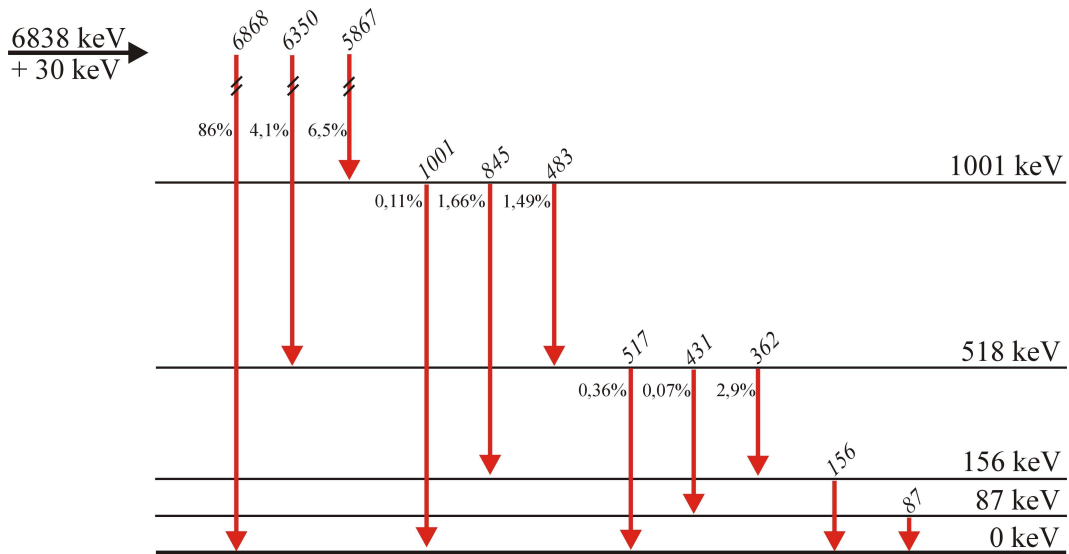 6838 keV
+ 30 keV
6868
6350
5867
86%
4,1%
6,5%
1001
845
483
1001 keV
0,11%
1,66%
1,49%
517
431
362
518 keV
0,36%
0,07%
2,9%
156
156 keV
87
87 keV
0 keV